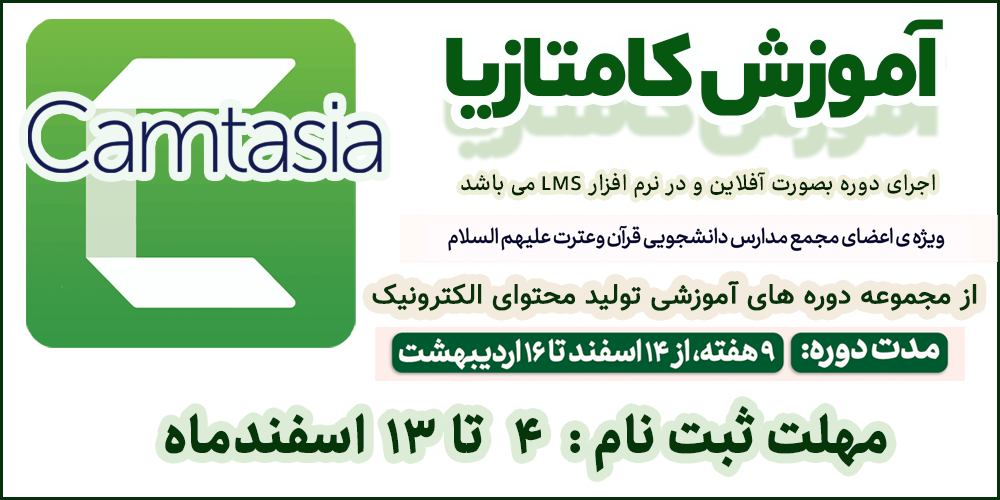 Camtasia
آموزش کامتازیا
اجرای دوره بصورت آفلاین و در نرم افزار LMS می باشد
ویژه ی اعضای مجمع مدارس دانشجویی قرآن وعترت علیهم السلام
از مجموعه دوره های آموزشی تولید محتوای الکترونیک
مدت دوره: ۹ هفته، از ۱۴ اسفند تا ۱۶ اردیبهشت
مهلت ثبت نام : ۴ تا ۱۳ اسفندماه